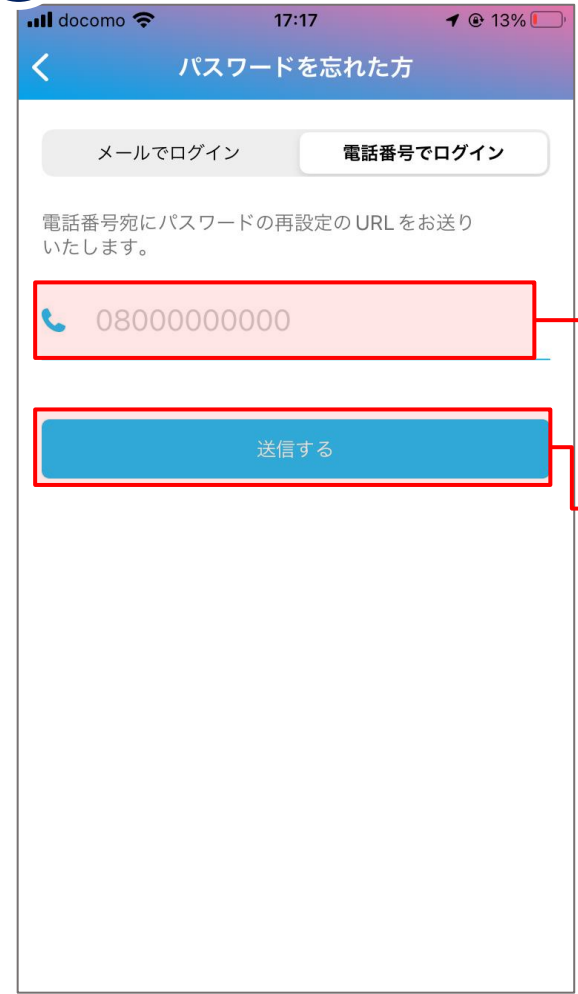 docomo 17:17 13%
パスワードを忘れた方
メールでログイン 電話番号でログイン
電話番号宛にパスワードの再設定のURLをお送り
いたします。
08000000000
送信する